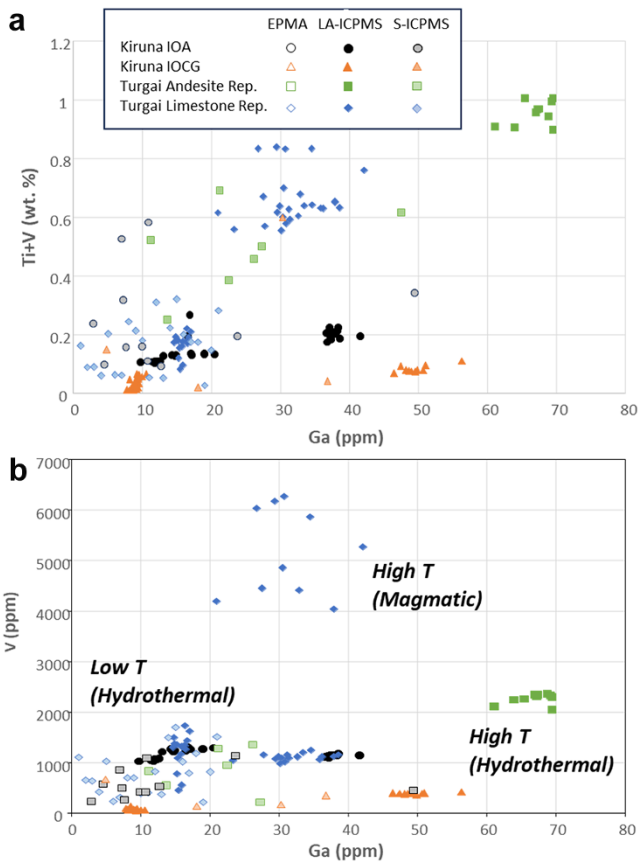 a
EPMA LA-ICPMS S-ICPMS
Kiruna IOA
Kiruna IOCG
Turgai Andesite Rep.
Turgai Limestone Rep.
Ti+V (wt. %)
1.2
1
0.8
0.6
0.4
0.2
0
0 10 20 30 40 50 60 70 80
Ga (ppm)
b
V (ppm)
7000
6000
5000
4000
3000
2000
1000
0
High T
(Magmatic)
Low T
(Hydrothermal)
High T
(Hydrothermal)
0 10 20 30 40 50 60 70 80
Ga (ppm)